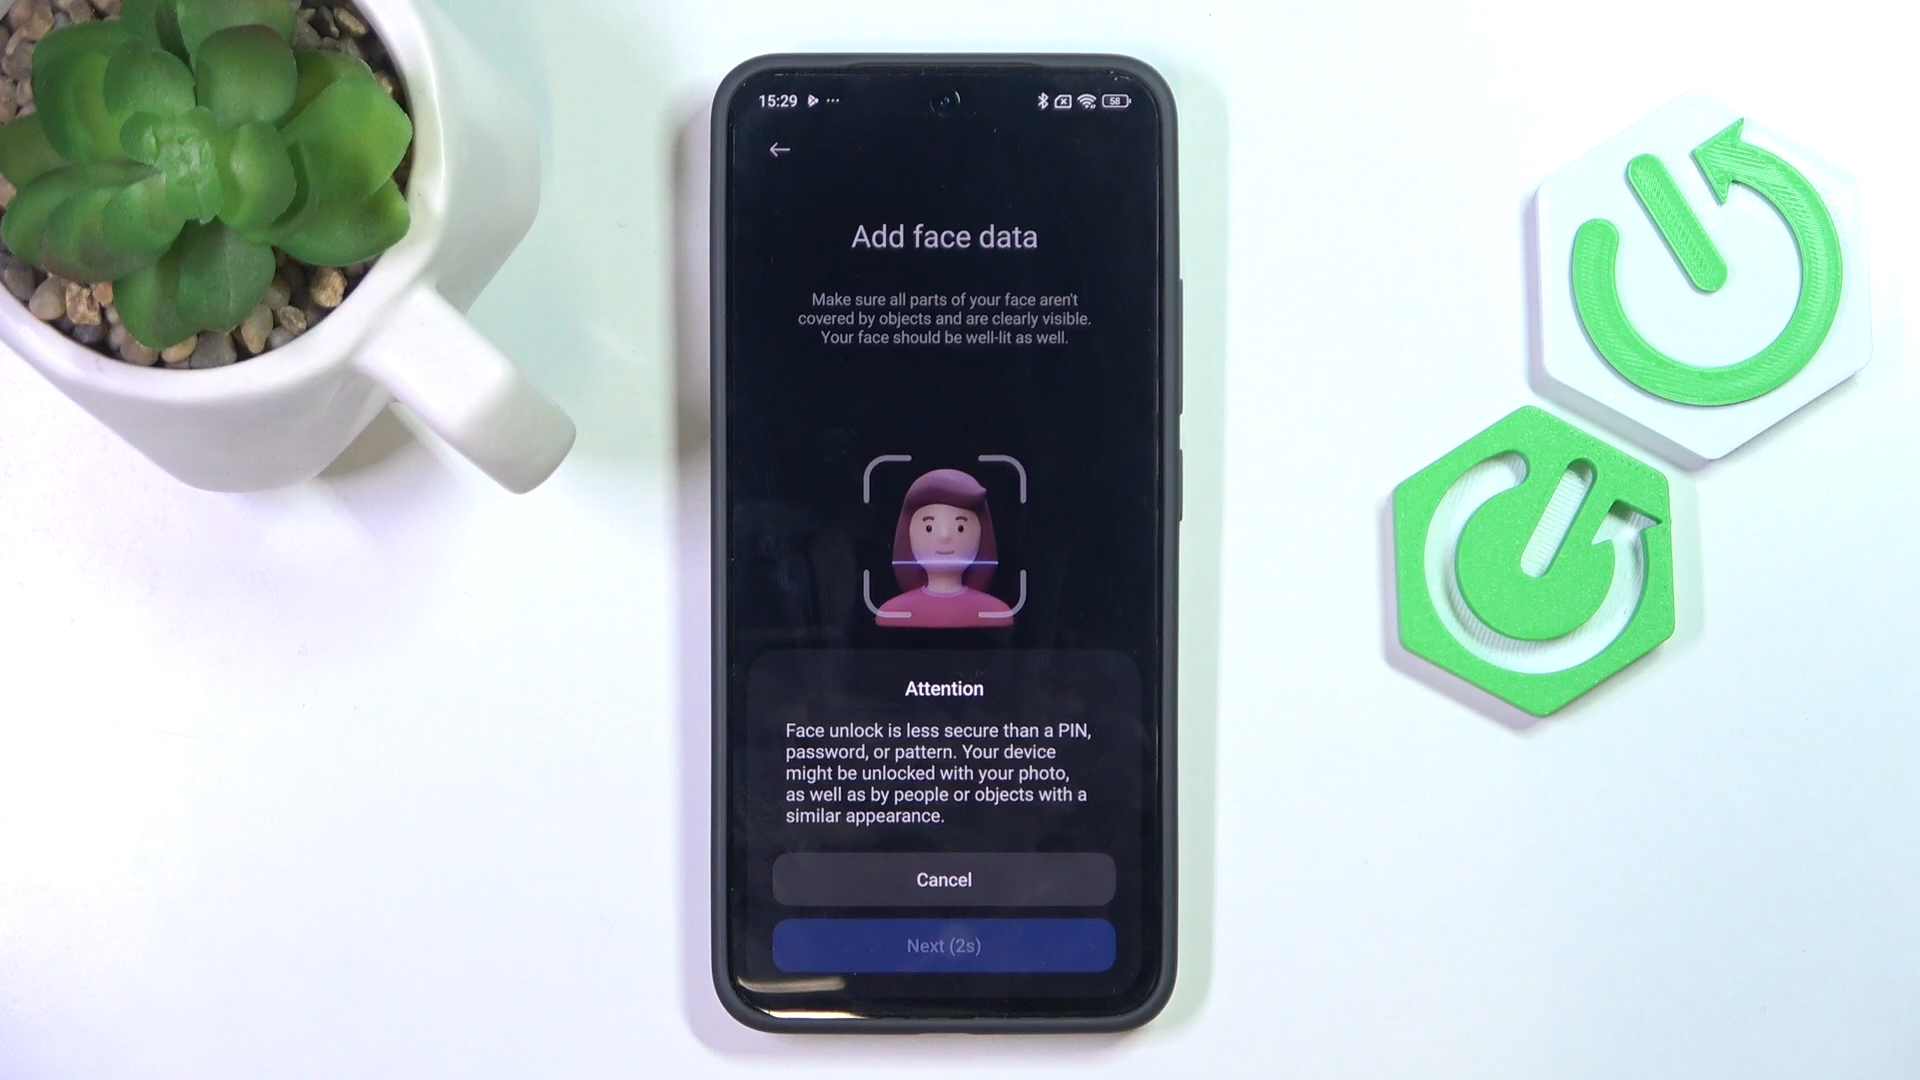 15:29
58
Add face data
Make sure all parts of your face aren't
covered by objects and are clearly visible.
Your face should be well-lit as well.
Attention
Face unlock is less secure than a PIN,
password, or pattern. Your device
might be unlocked with your photo,
as well as by people or objects with a
similar appearance.
Cancel
Next (2s)